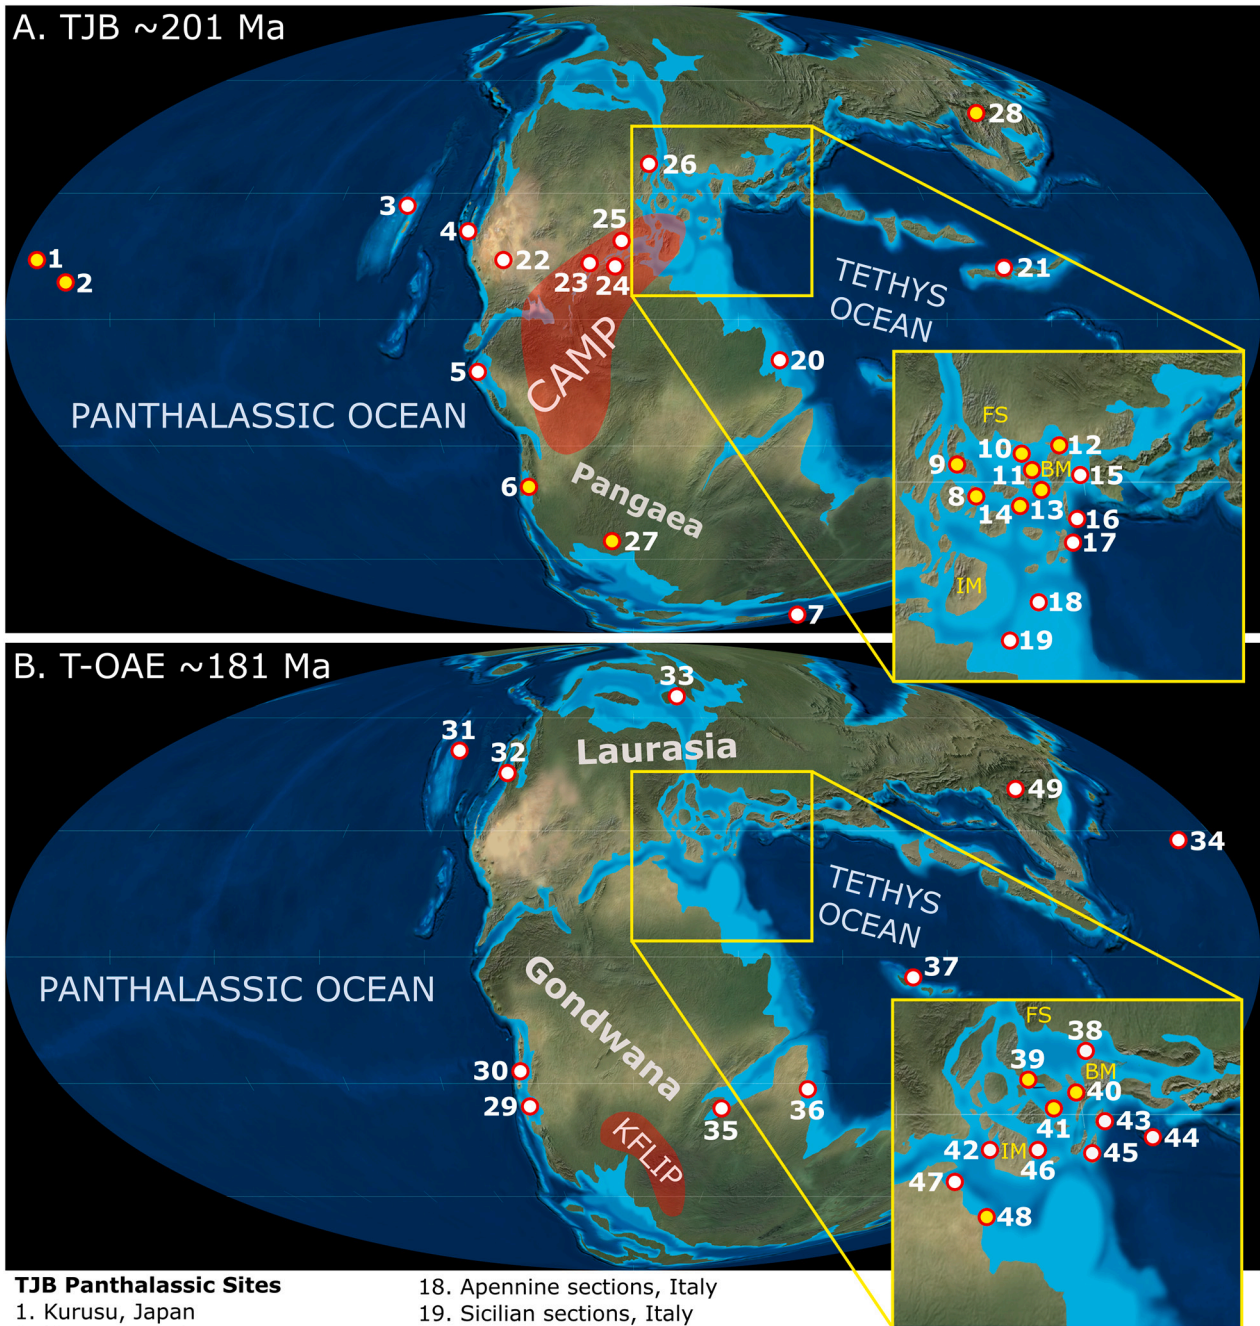 A. TJB ~201 Ma
28
26
3
4
25
1
2
22
23
24
21
TETHYS
OCEAN
CAMP
5
20
PANTHALASSIC OCEAN
6
Pangaea
27
7
FS
10
12
9
11
BM
15
8
14
13
16
17
IM
18
19
B. T-OAE ~181 Ma
33
31
32
Laurasia
49
34
TETHYS
OCEAN
37
PANTHALASSIC OCEAN
Gondwana
30
29
35
36
KFLIP
FS
38
39
BM
40
41
43
44
42
IM
46
45
47
48
TJB Panthalassic Sites
1. Kurusu, Japan
18. Apennine sections, Italy
19. Sicilian sections, Italy